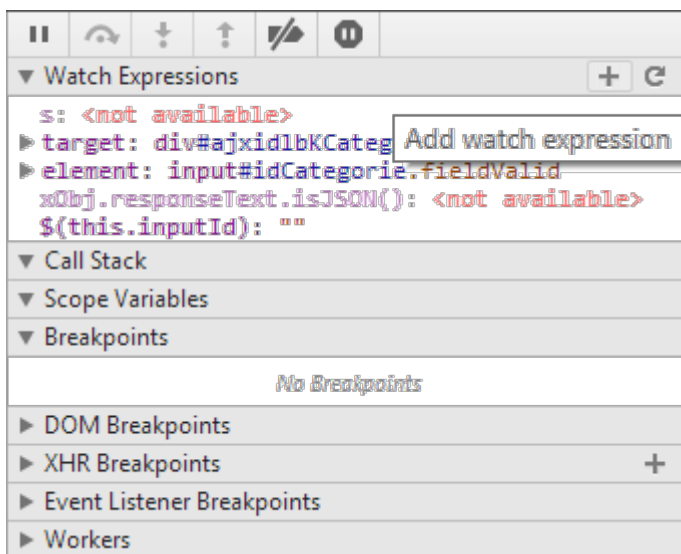 Watch Expressions
s: <not available>
target: div#ajxidlbKCateg
Add watch expression
element: input#idCategorie.fieldValid
xObj.responseText.isJSON(): <not available>
$(this.inputId): ""
Call Stack
Scope Variables
Breakpoints
No Breakpoints
DOM Breakpoints
XHR Breakpoints
Event Listener Breakpoints
Workers